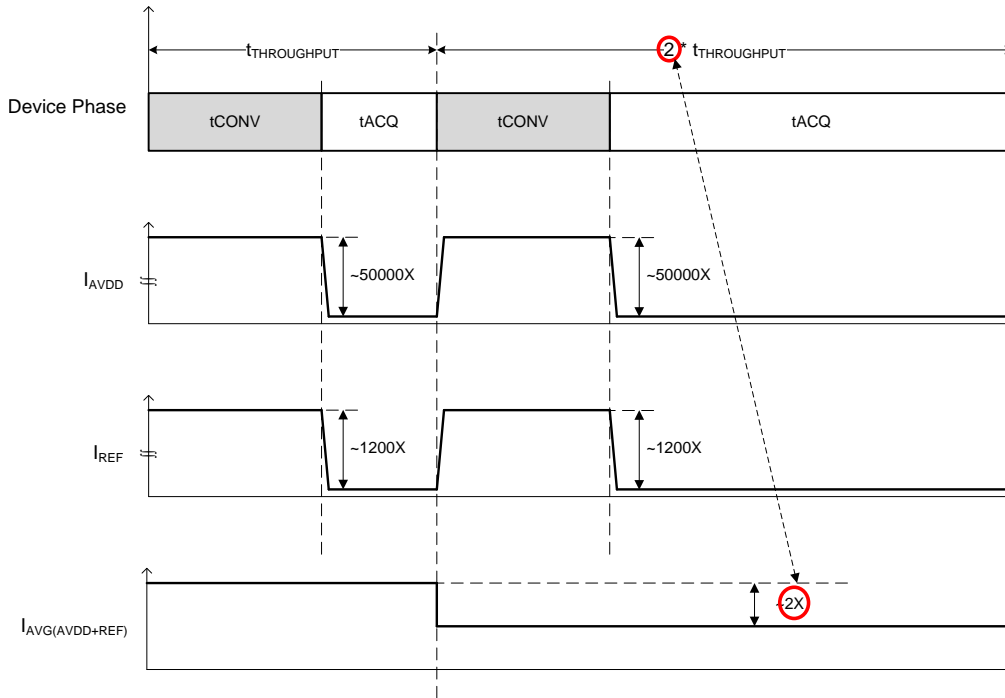 tTHROUGHPUT
2 * tTHROUGHPUT
Device Phase
tCONV
tACQ
tCONV
tACQ
IAVDD
~50000X
~50000X
IREF
~1200X
~1200X
IAVG(AVDD+REF)
~2X